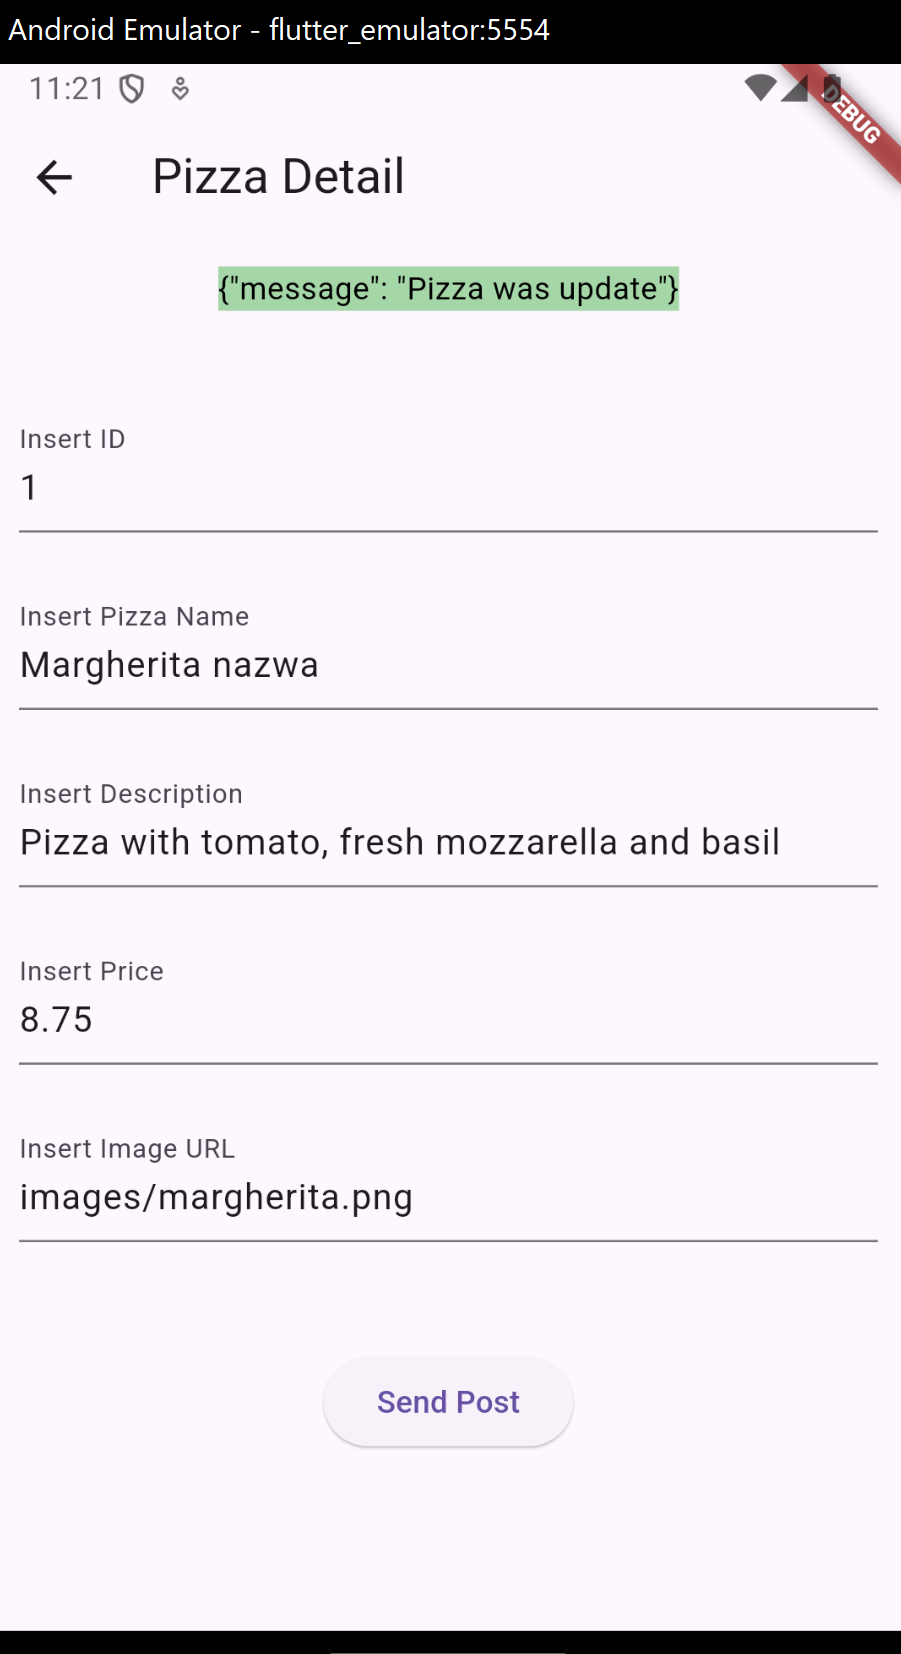 Android Emulator - flutter_emulator:5554
11:21
DEBUG
Pizza Detail
{"message": "Pizza was update"}
Insert ID
1
Insert Pizza Name
Margherita nazwa
Insert Description
Pizza with tomato, fresh mozzarella and basil
Insert Price
8.75
Insert Image URL
images/margherita.png
Send Post